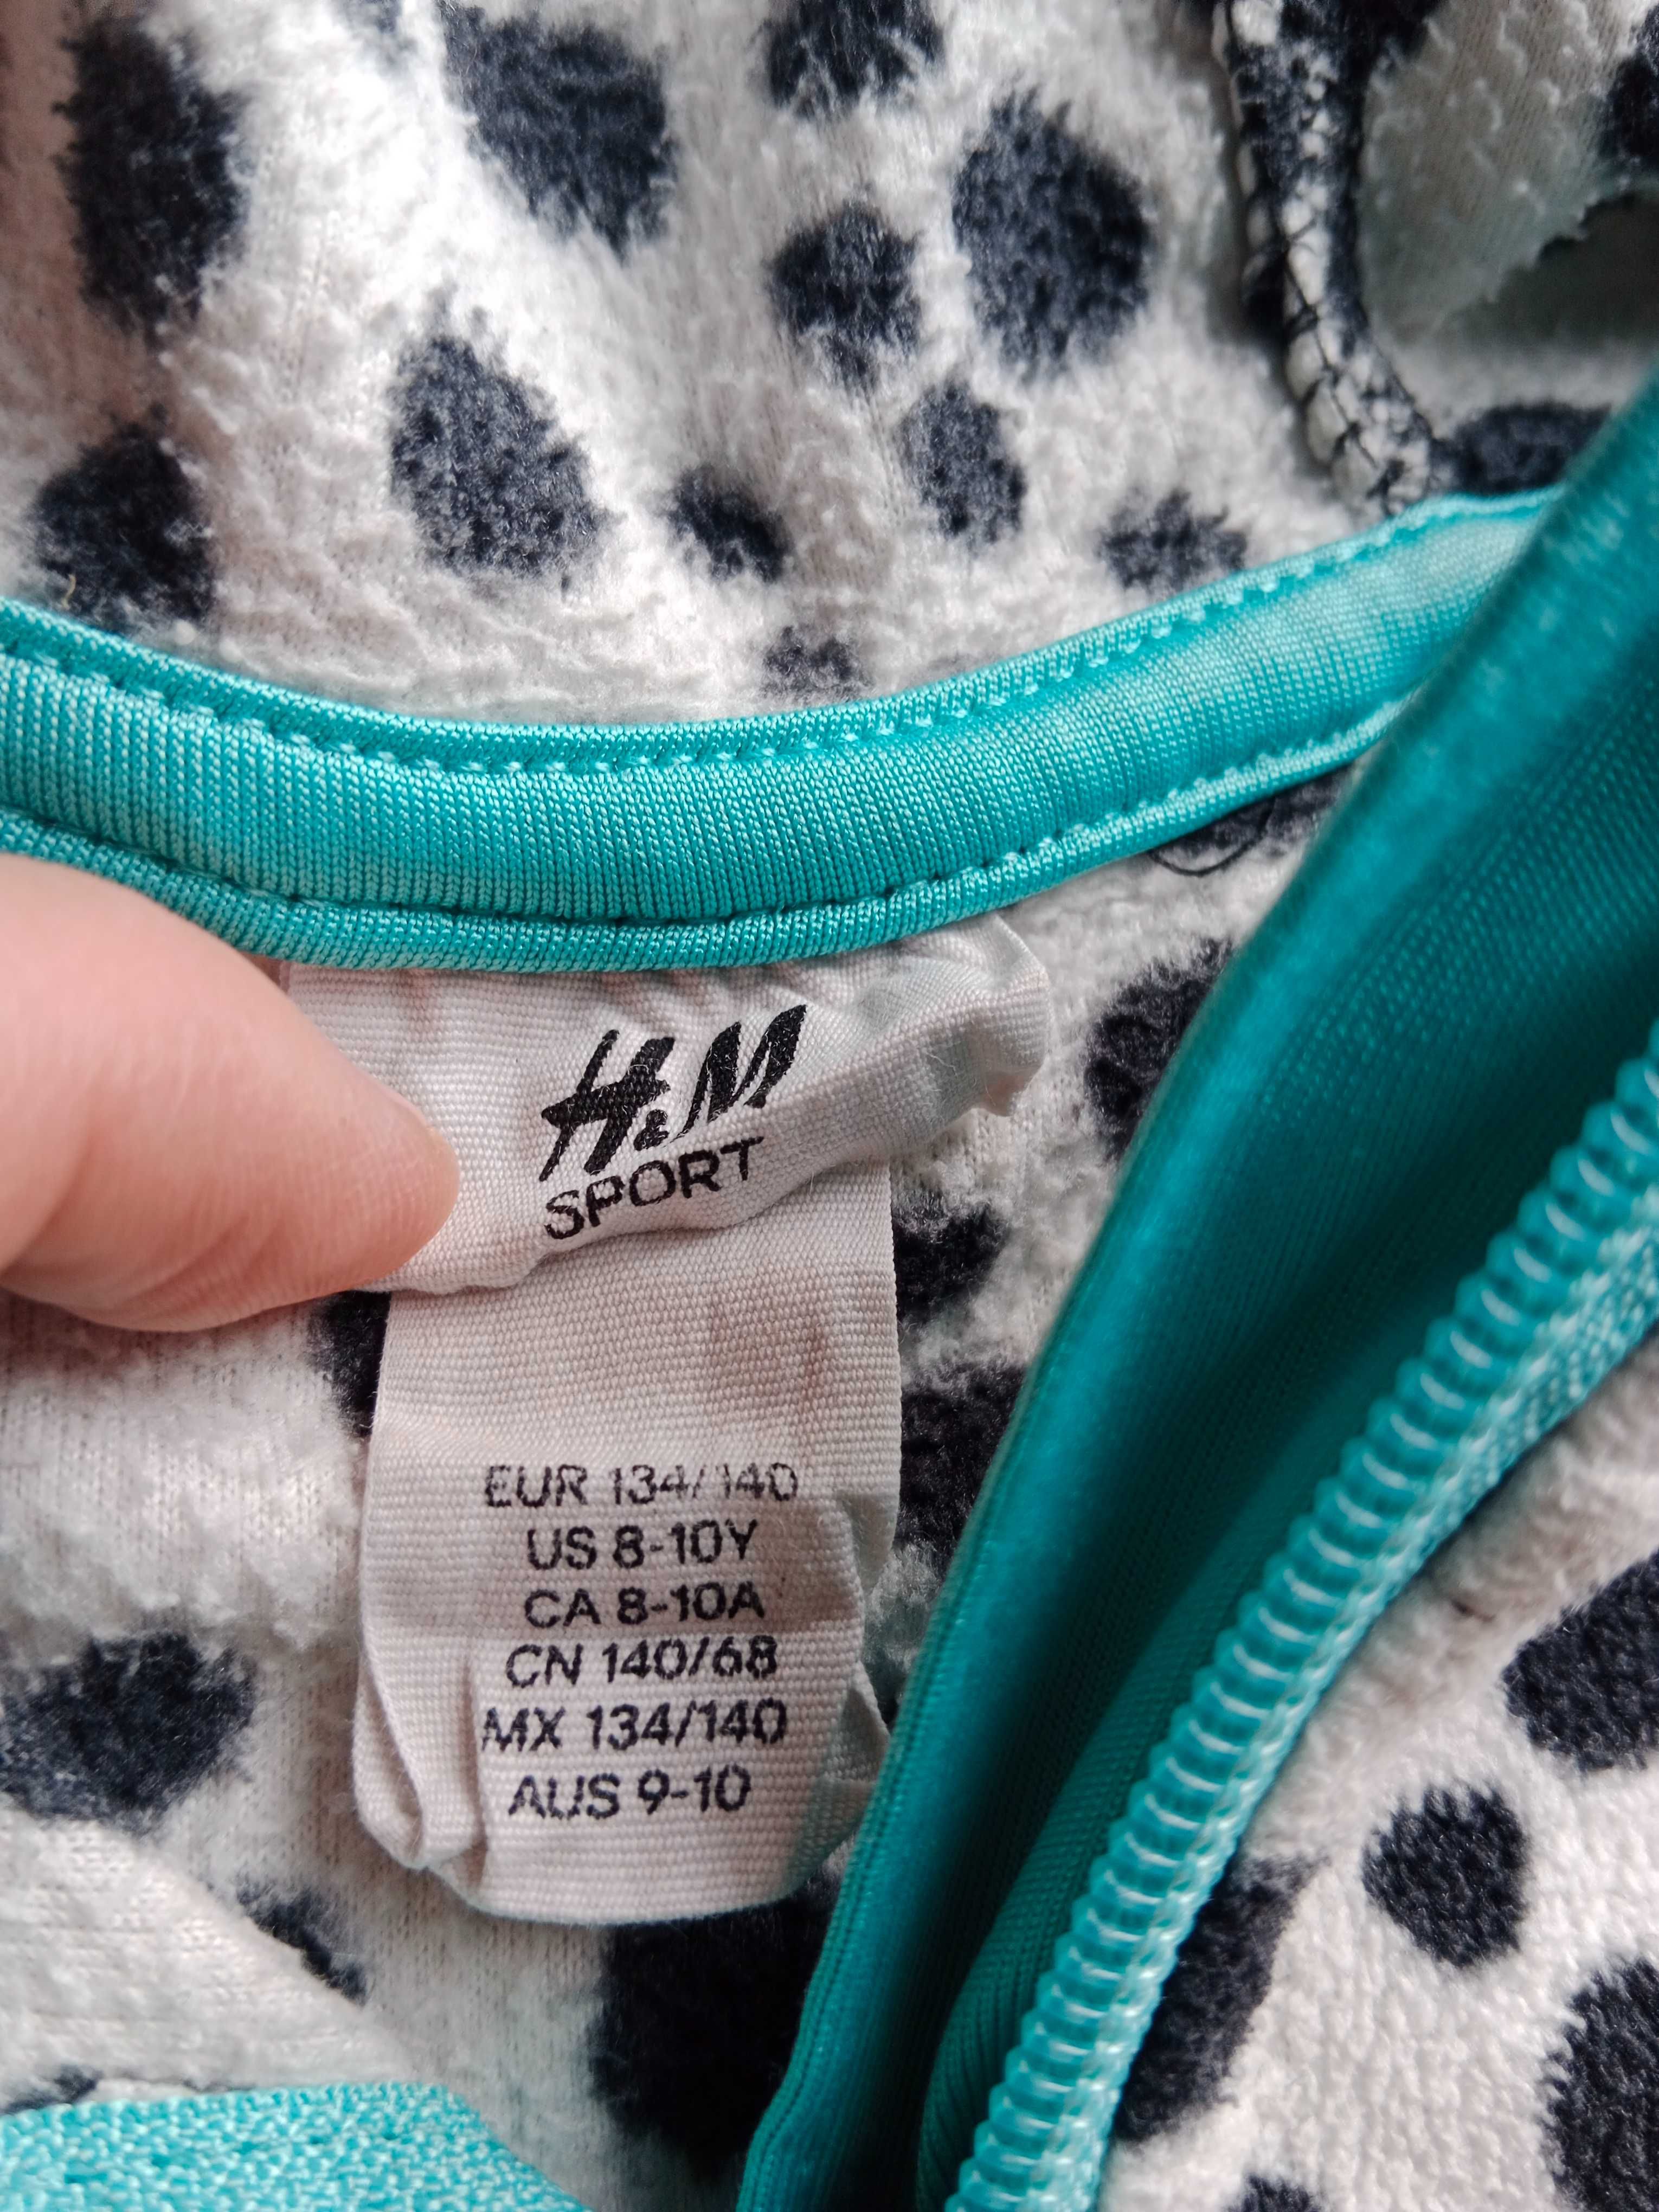 H&M
SPORT
EUR 134/140
US 8-10Y
CA 8-10A
CN 140/68
MX 134/140
AUS 9-10